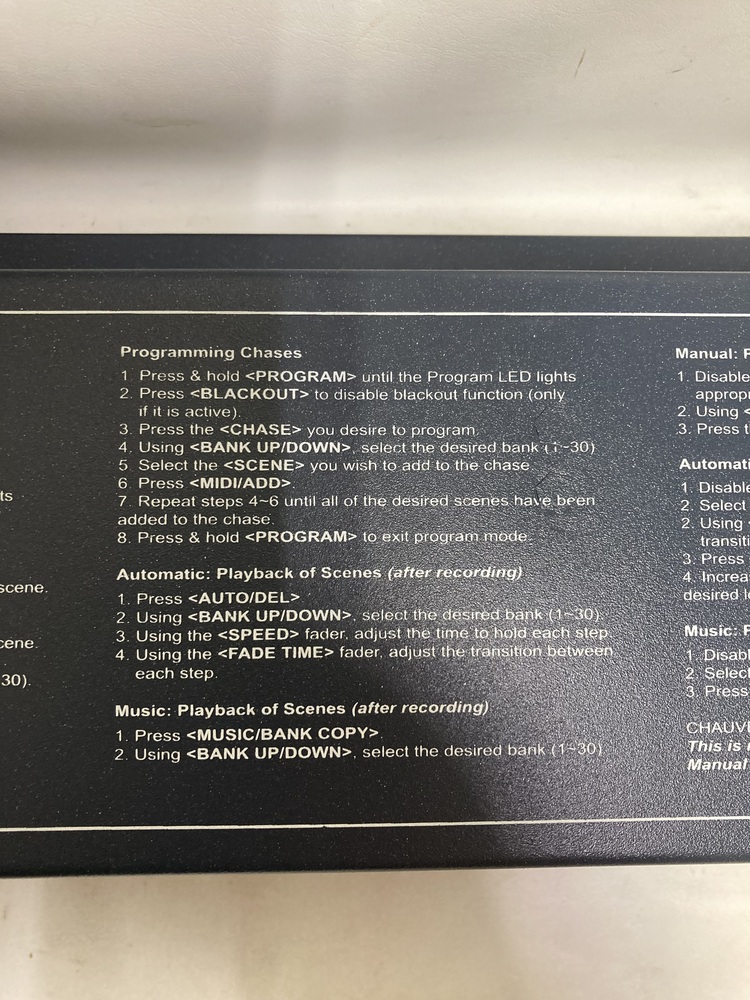 Programming Chases
1. Press & hold <PROGRAM> until the Program LED lights
2. Press <BLACKOUT> to disable blackout function (only
if it is active).
3. Press the <CHASE> you desire to program.
4. Using <BANK UP/DOWN>, select the desired bank (1~30)
5. Select the <SCENE> you wish to add to the chase
6. Press <MIDI/ADD>.
7. Repeat steps 4~6 until all of the desired scenes have been
added to the chase.
8. Press & hold <PROGRAM> to exit program mode.
Automatic: Playback of Scenes (after recording)
1. Press <AUTO/DEL>.
2. Using <BANK UP/DOWN>, select the desired bank (1~30).
3. Using the <SPEED> fader, adjust the time to hold each step.
4. Using the <FADE TIME> fader, adjust the transition between
each step.
Music: Playback of Scenes (after recording)
1. Press <MUSIC/BANK COPY>.
2. Using <BANK UP/DOWN>, select the desired bank (1~30).
scene.
30).
Manual:
1. Disable
2. Using
3. Press
1.
2. Select
2. Using
3. Press
4.
desired
Music:
1.
2.
3. Press
This is
Manual